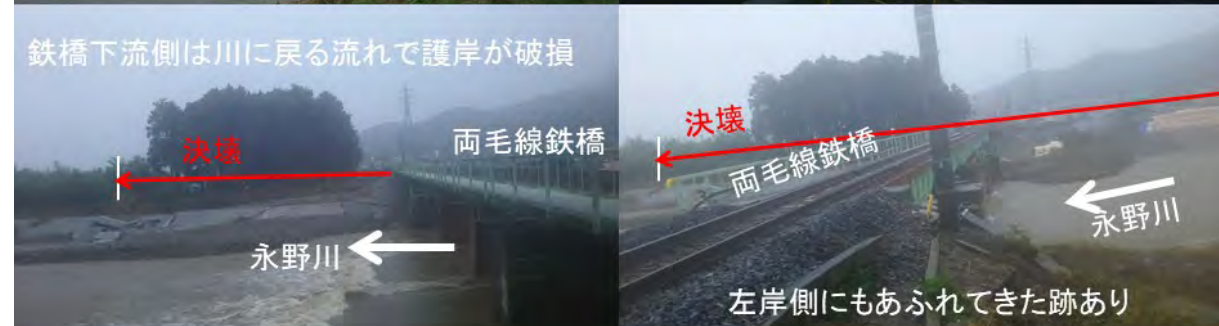 鉄橋下流側は川に戻る流れで護岸が破損
決壊
両毛線鉄橋
永野川
決壊
両毛線鉄橋
永野川
左岸側にもあふれてきた跡あり